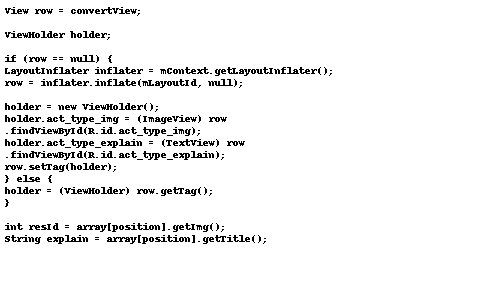 View row = convertView;
ViewHolder holder;
if (row == null) {
LayoutInflater inflater = mContext.getLayoutInflater();
row = inflater.inflate(mLayoutId, null);
holder = new ViewHolder();
holder.act_type_img = (ImageView) row
.findViewById(R.id.act_type_img);
holder.act_type_explain = (TextView) row
.findViewById(R.id.act_type_explain);
row.setTag(holder);
} else {
holder = (ViewHolder) row.getTag();
}
int resId = array[position].getImg();
String explain = array[position].getTitle();